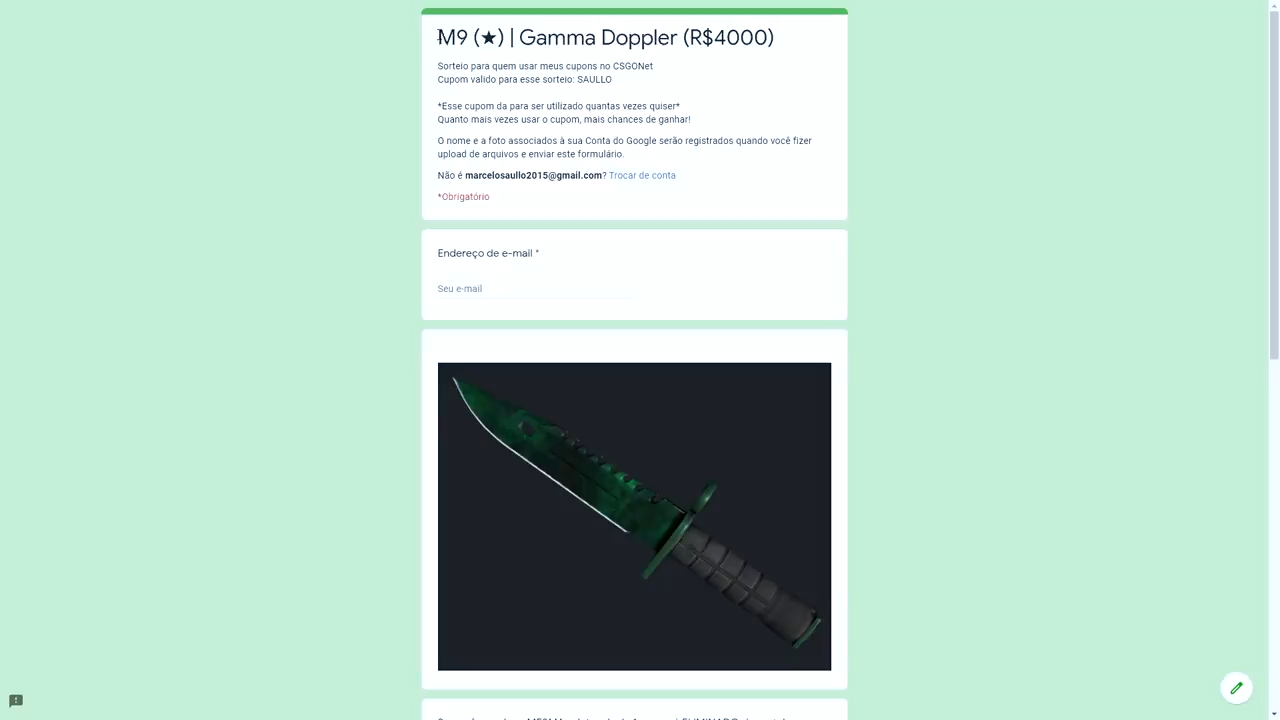 M9 (★) | Gamma Doppler (R$4000)
Sorteio para quem usar meus cupons no CSGONet
Cupom valido para esse sorteio: SAULLO
*Esse cupom da para ser utilizado quantas vezes quiser*
Quanto mais vezes usar o cupom, mais chances de ganhar!
O nome e a foto associados à sua Conta do Google serão registrados quando você fizer
upload de arquivos e enviar este formulário.
Não é marcelosaullo2015@gmail.com? Trocar de conta
*Obrigatório
Endereço de e-mail *
Seu e-mail